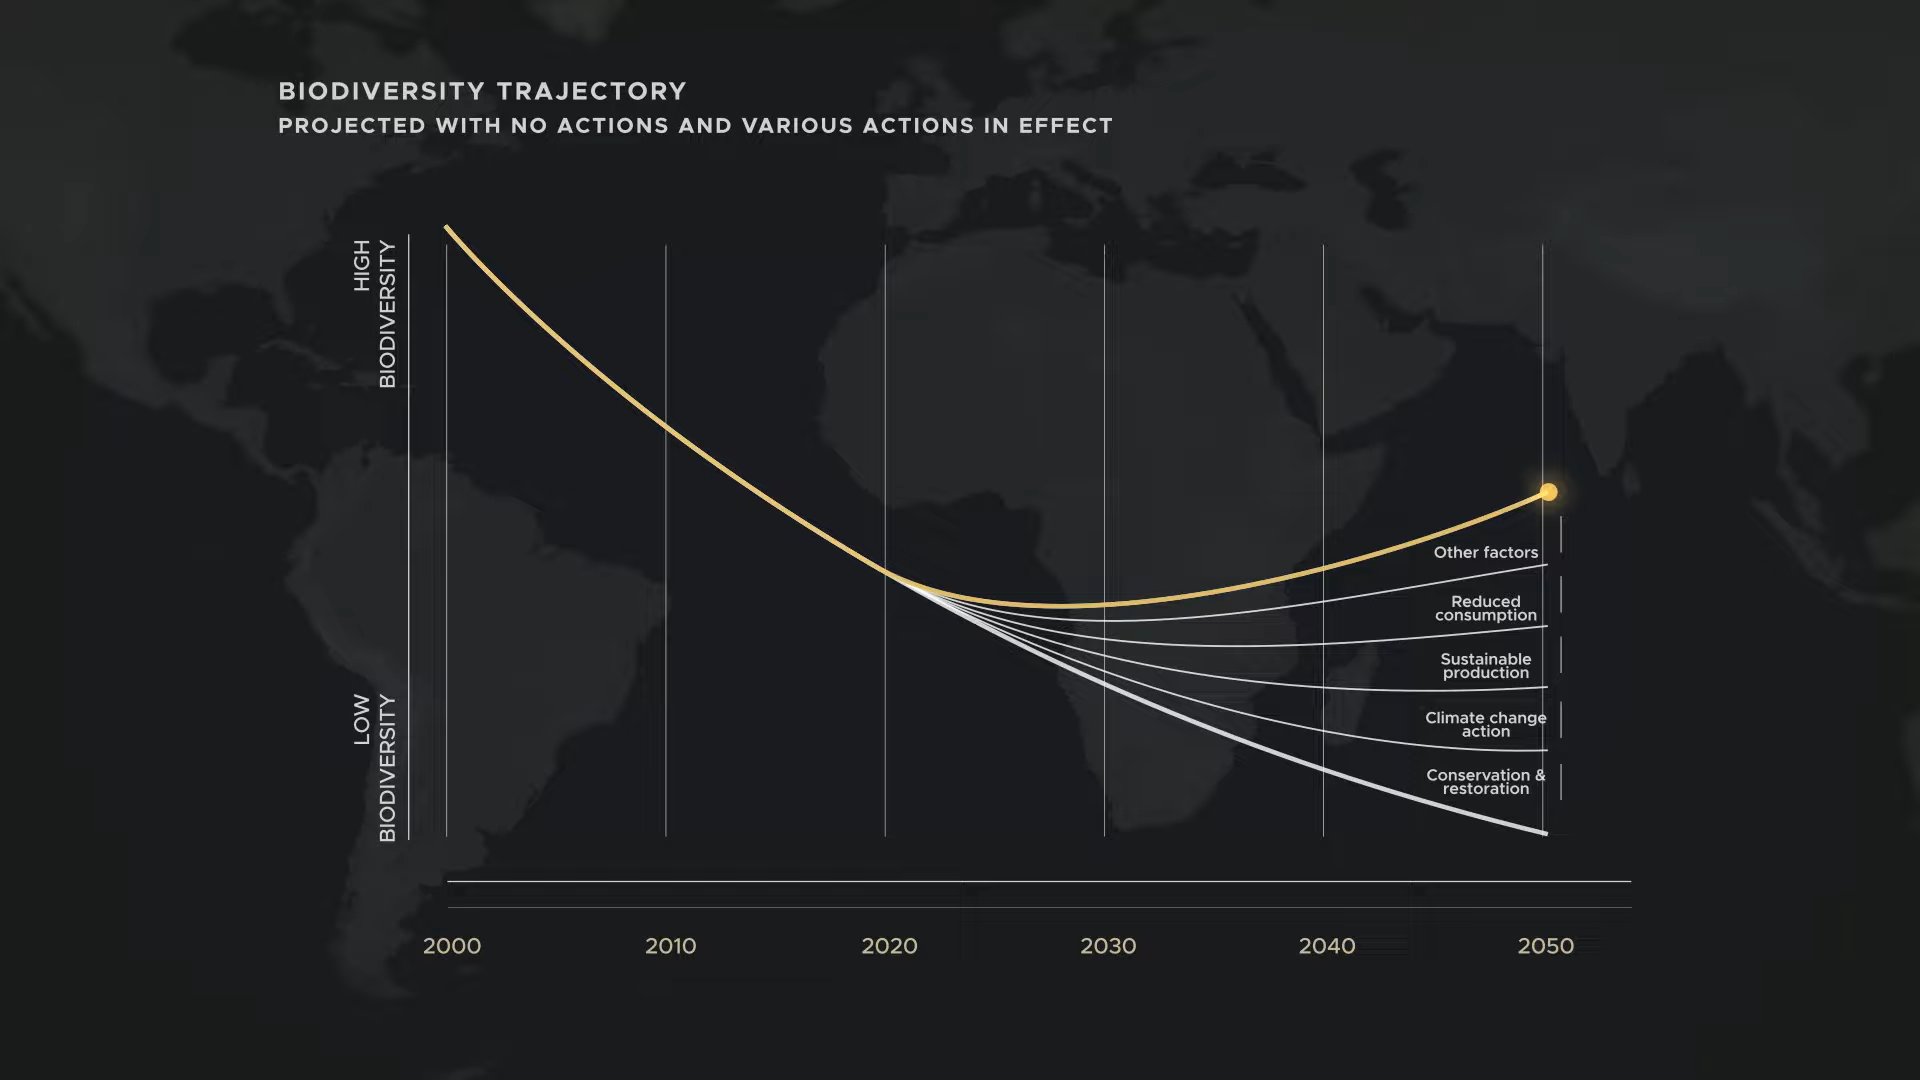 BIODIVERSITY TRAJECTORY
PROJECTED WITH NO ACTIONS AND VARIOUS ACTIONS IN EFFECT
HIGH
BIODIVERSITY
LOW
BIODIVERSITY
Other factors
Reduced
consumption
Sustainable
production
Climate change
action
Conservation &
restoration
2000 2010 2020 2030 2040 2050